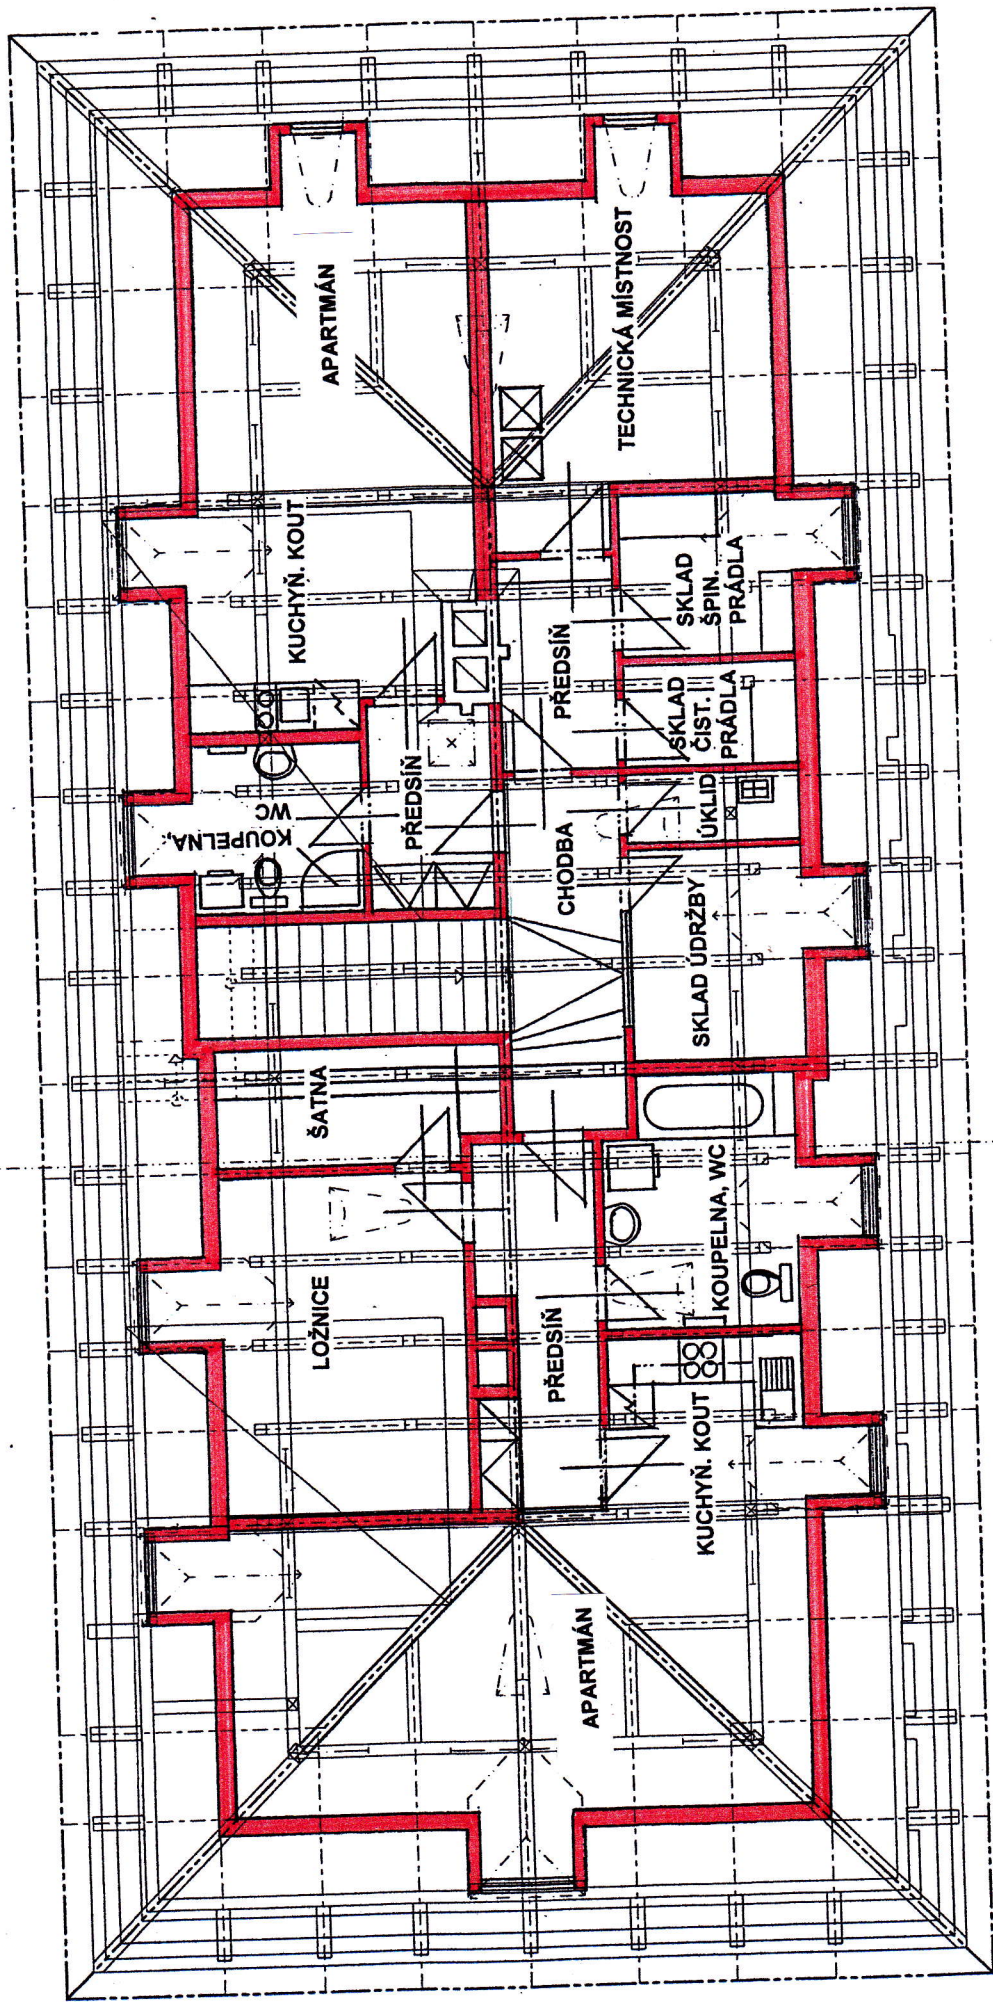 APARTMÁN
TECHNICKÁ MÍSTNOST
KUCHYŇ. KOUT
SKLAD
ŠPIN.
PRÁDLA
PŘEDSÍŇ
SKLAD
ČIST.
PRÁDLA
KOUPELNA,
WC
PŘEDSÍŇ
ÚKLID
CHODBA
SKLAD ÚDRŽBY
ŠATNA
KOUPELNA, WC
LOŽNICE
PŘEDSÍŇ
KUCHYŇ. KOUT
APARTMÁN